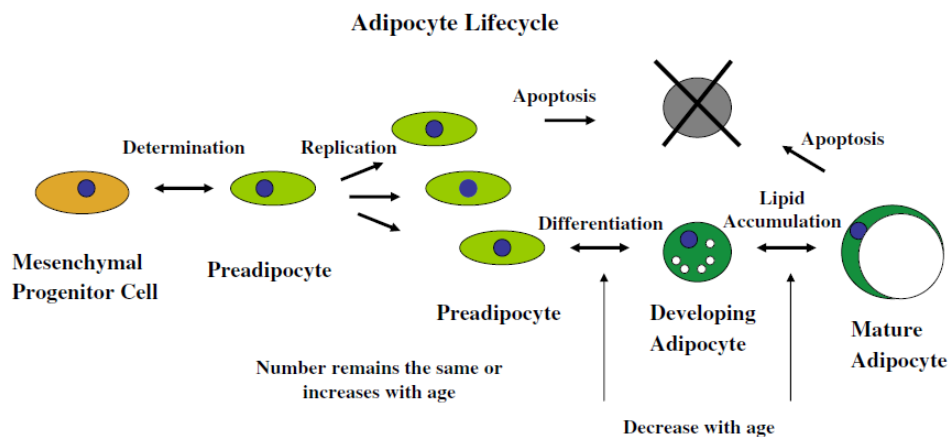 Adipocyte Lifecycle
Apoptosis
Apoptosis
Determination
Replication
Differentiation
Lipid
Accumulation
Mesenchymal
Progenitor Cell
Preadipocyte
Preadipocyte
Developing
Adipocyte
Mature
Adipocyte
Number remains the same or
increases with age
Decrease with age